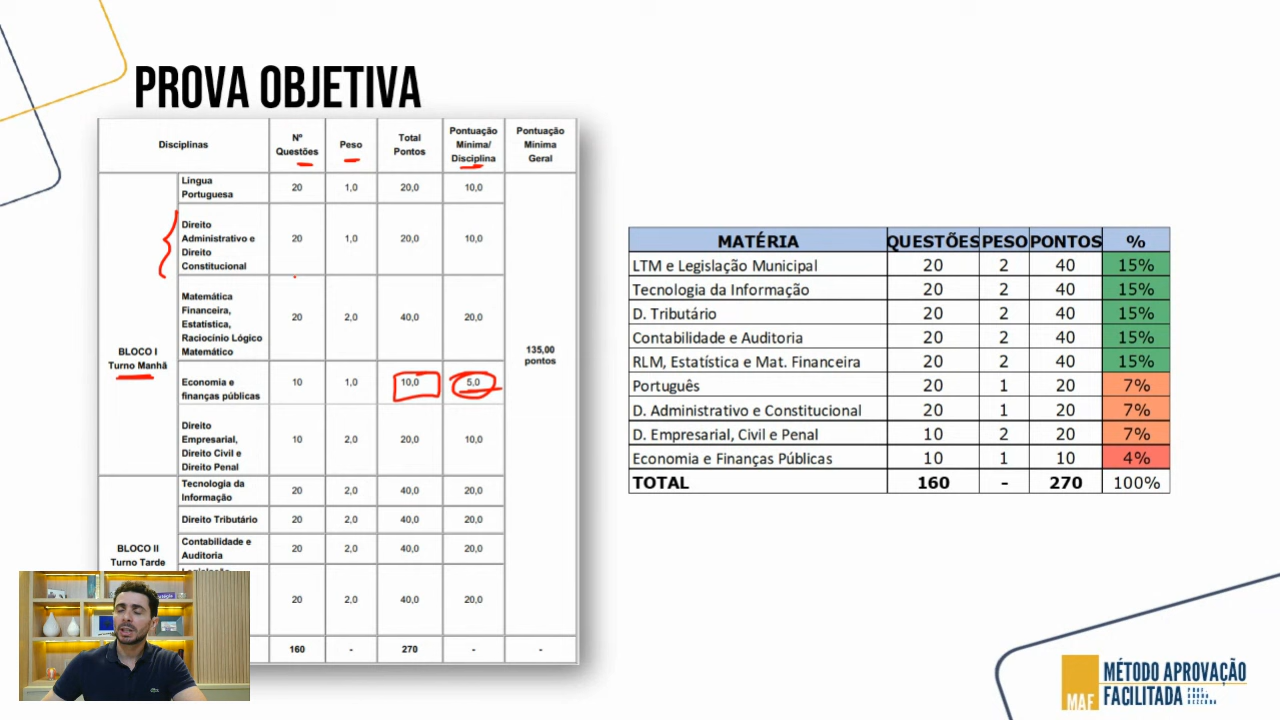 PROVA OBJETIVA
Disciplinas
Nº
Questões
Peso
Total
Pontos
Pontuação
Mínima/
Disciplina
Pontuação
Mínima
Geral
BLOCO I
Turno Manhã
Língua
Portuguesa
20
1,0
20,0
10,0
Direito
Administrativo e
Direito
Constitucional
20
1,0
20,0
10,0
Matemática
Financeira,
Estatística,
Raciocínio Lógico
Matemático
20
2,0
40,0
20,0
135,00
pontos
Economia e
finanças públicas
10
1,0
10,0
5,0
Direito
Empresarial,
Direito Civil e
Direito Penal
10
2,0
20,0
10,0
BLOCO II
Turno Tarde
Tecnologia da
Informação
20
2,0
40,0
20,0
Direito Tributário
20
2,0
40,0
20,0
Contabilidade e
Auditoria
20
2,0
40,0
20,0
20
2,0
40,0
20,0
160
-
270
-
-
MATÉRIA QUESTÕES PESO PONTOS %
LTM e Legislação Municipal 20 2 40 15%
Tecnologia da Informação 20 2 40 15%
D. Tributário 20 2 40 15%
Contabilidade e Auditoria 20 2 40 15%
RLM, Estatística e Mat. Financeira 20 2 40 15%
Português 20 1 20 7%
D. Administrativo e Constitucional 20 1 20 7%
D. Empresarial, Civil e Penal 10 2 20 7%
Economia e Finanças Públicas 10 1 10 4%
TOTAL 160 - 270 100%
MAF
MÉTODO APROVAÇÃO
FACILITADA